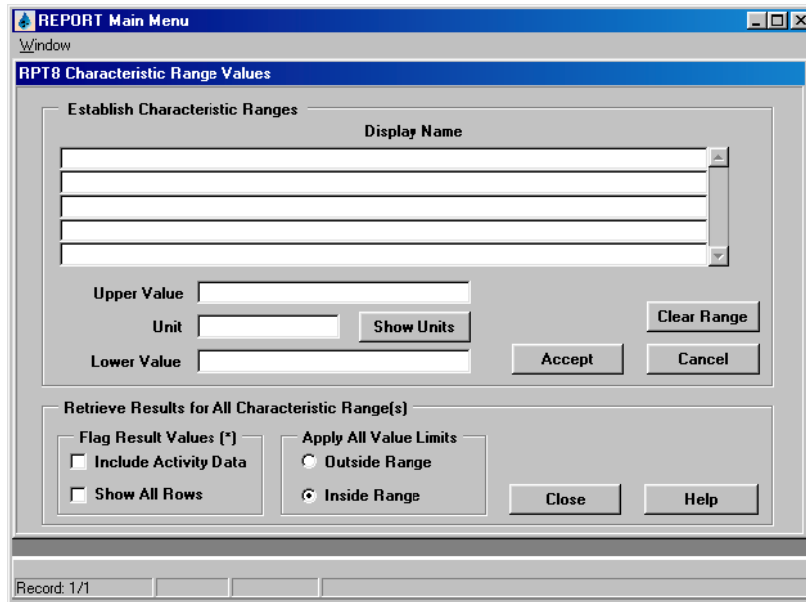 REPORT Main Menu
Window
RPT8 Characteristic Range Values
Establish Characteristic Ranges
Display Name
Upper Value
Unit
Show Units
Clear Range
Lower Value
Accept
Cancel
Retrieve Results for All Characteristic Range(s)
Flag Result Values (*)
Apply All Value Limits
Include Activity Data
Outside Range
Show All Rows
Inside Range
Close
Help
Record: 1/1